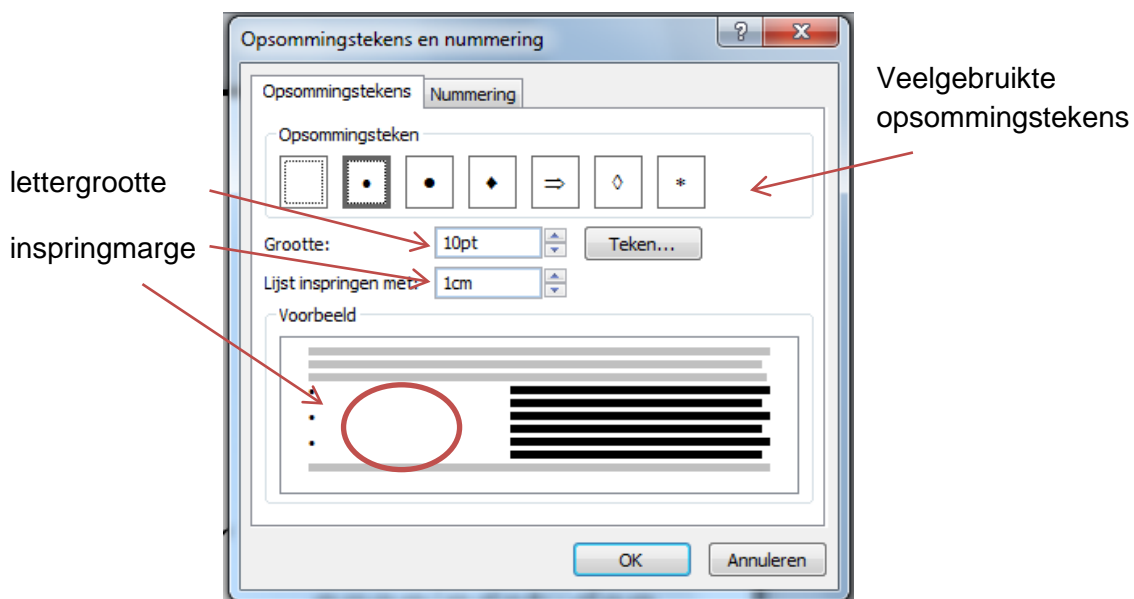 Opsommingstekens en nummering
Opsommingstekens
Nummering
Veelgebruikte
opsommingstekens
Opsommingsteken
lettergrootte
inspringmarge
Grootte:
10pt
Teken...
Lijst inspringen met:
1cm
Voorbeeld
OK
Annuleren